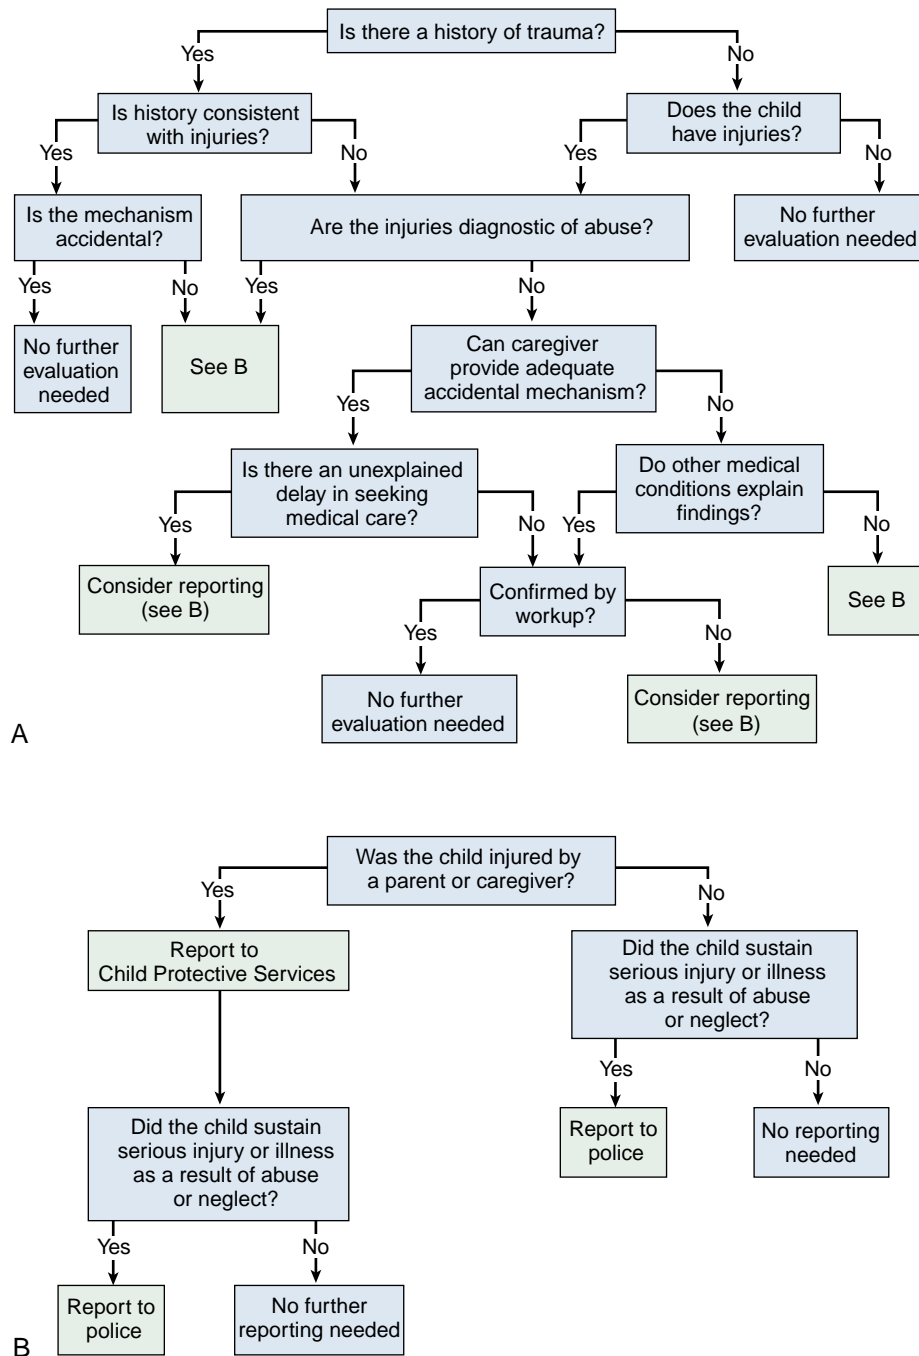 Is there a history of trauma?
Yes
No
Is history consistent
with injuries?
Does the child
have injuries?
Yes
No
Yes
No
Is the mechanism
accidental?
Are the injuries diagnostic of abuse?
No further
evaluation needed
Yes
No
Yes
No
No further
evaluation
needed
See B
Can caregiver
provide adequate
accidental mechanism?
Yes
No
Is there an unexplained
delay in seeking
medical care?
Do other medical
conditions explain
findings?
Yes
No
Yes
No
Consider reporting
(see B)
Confirmed by
workup?
See B
Yes
No
No further
evaluation needed
Consider reporting
(see B)
A
Was the child injured by
a parent or caregiver?
Yes
No
Report to
Child Protective Services
Did the child sustain
serious injury or illness
as a result of abuse
or neglect?
Yes
No
Report to
police
No reporting
needed
Did the child sustain
serious injury or illness
as a result of abuse
or neglect?
Yes
No
Report to
police
No further
reporting needed
B